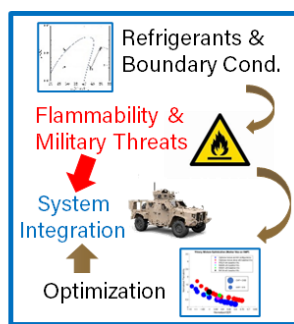 Refrigerants &
Boundary Cond.
Flammability &
Military Threats
System
Integration
Optimization